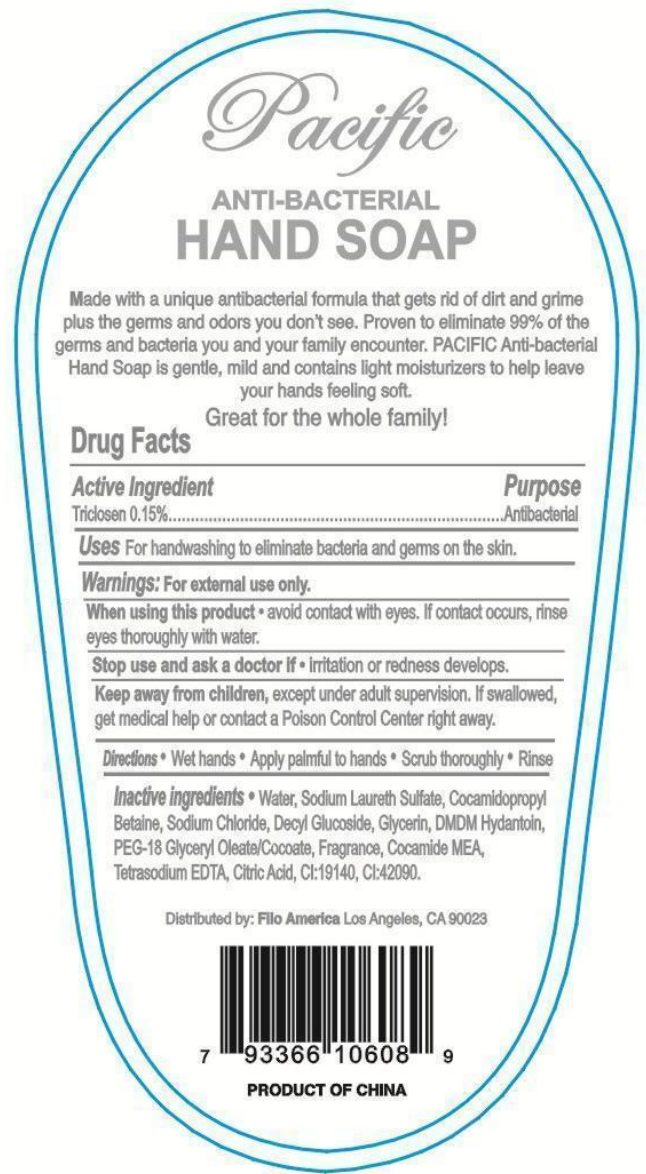 Pacific
ANTI-BACTERIAL
HAND SOAP
Made with a unique antibacterial formula that gets rid of dirt and grime
plus the germs and odors you don't see. Proven to eliminate 99% of the
germs and bacteria you and your family encounter. PACIFIC Anti-bacterial
Hand Soap is gentle, mild and contains light moisturizers to help leave
your hands feeling soft.
Great for the whole family!
Drug Facts
Active Ingredient Purpose
Triclosen 0.15%....................................................................................Antibacterial
Uses For handwashing to eliminate bacteria and germs on the skin.
Warnings: For external use only.
When using this product • avoid contact with eyes. If contact occurs, rinse
eyes thoroughly with water.
Stop use and ask a doctor if • irritation or redness develops.
Keep away from children, except under adult supervision. If swallowed,
get medical help or contact a Poison Control Center right away.
Directions • Wet hands • Apply palmful to hands • Scrub thoroughly • Rinse
Inactive ingredients • Water, Sodium Laureth Sulfate, Cocamidopropyl
Betaine, Sodium Chloride, Decyl Glucoside, Glycerin, DMDM Hydantoin,
PEG-18 Glyceryl Oleate/Cocoate, Fragrance, Cocamide MEA,
Tetrasodium EDTA, Citric Acid, CI:19140, CI:42090.
Distributed by: Filo America Los Angeles, CA 90023
7 93366 10608 9
PRODUCT OF CHINA